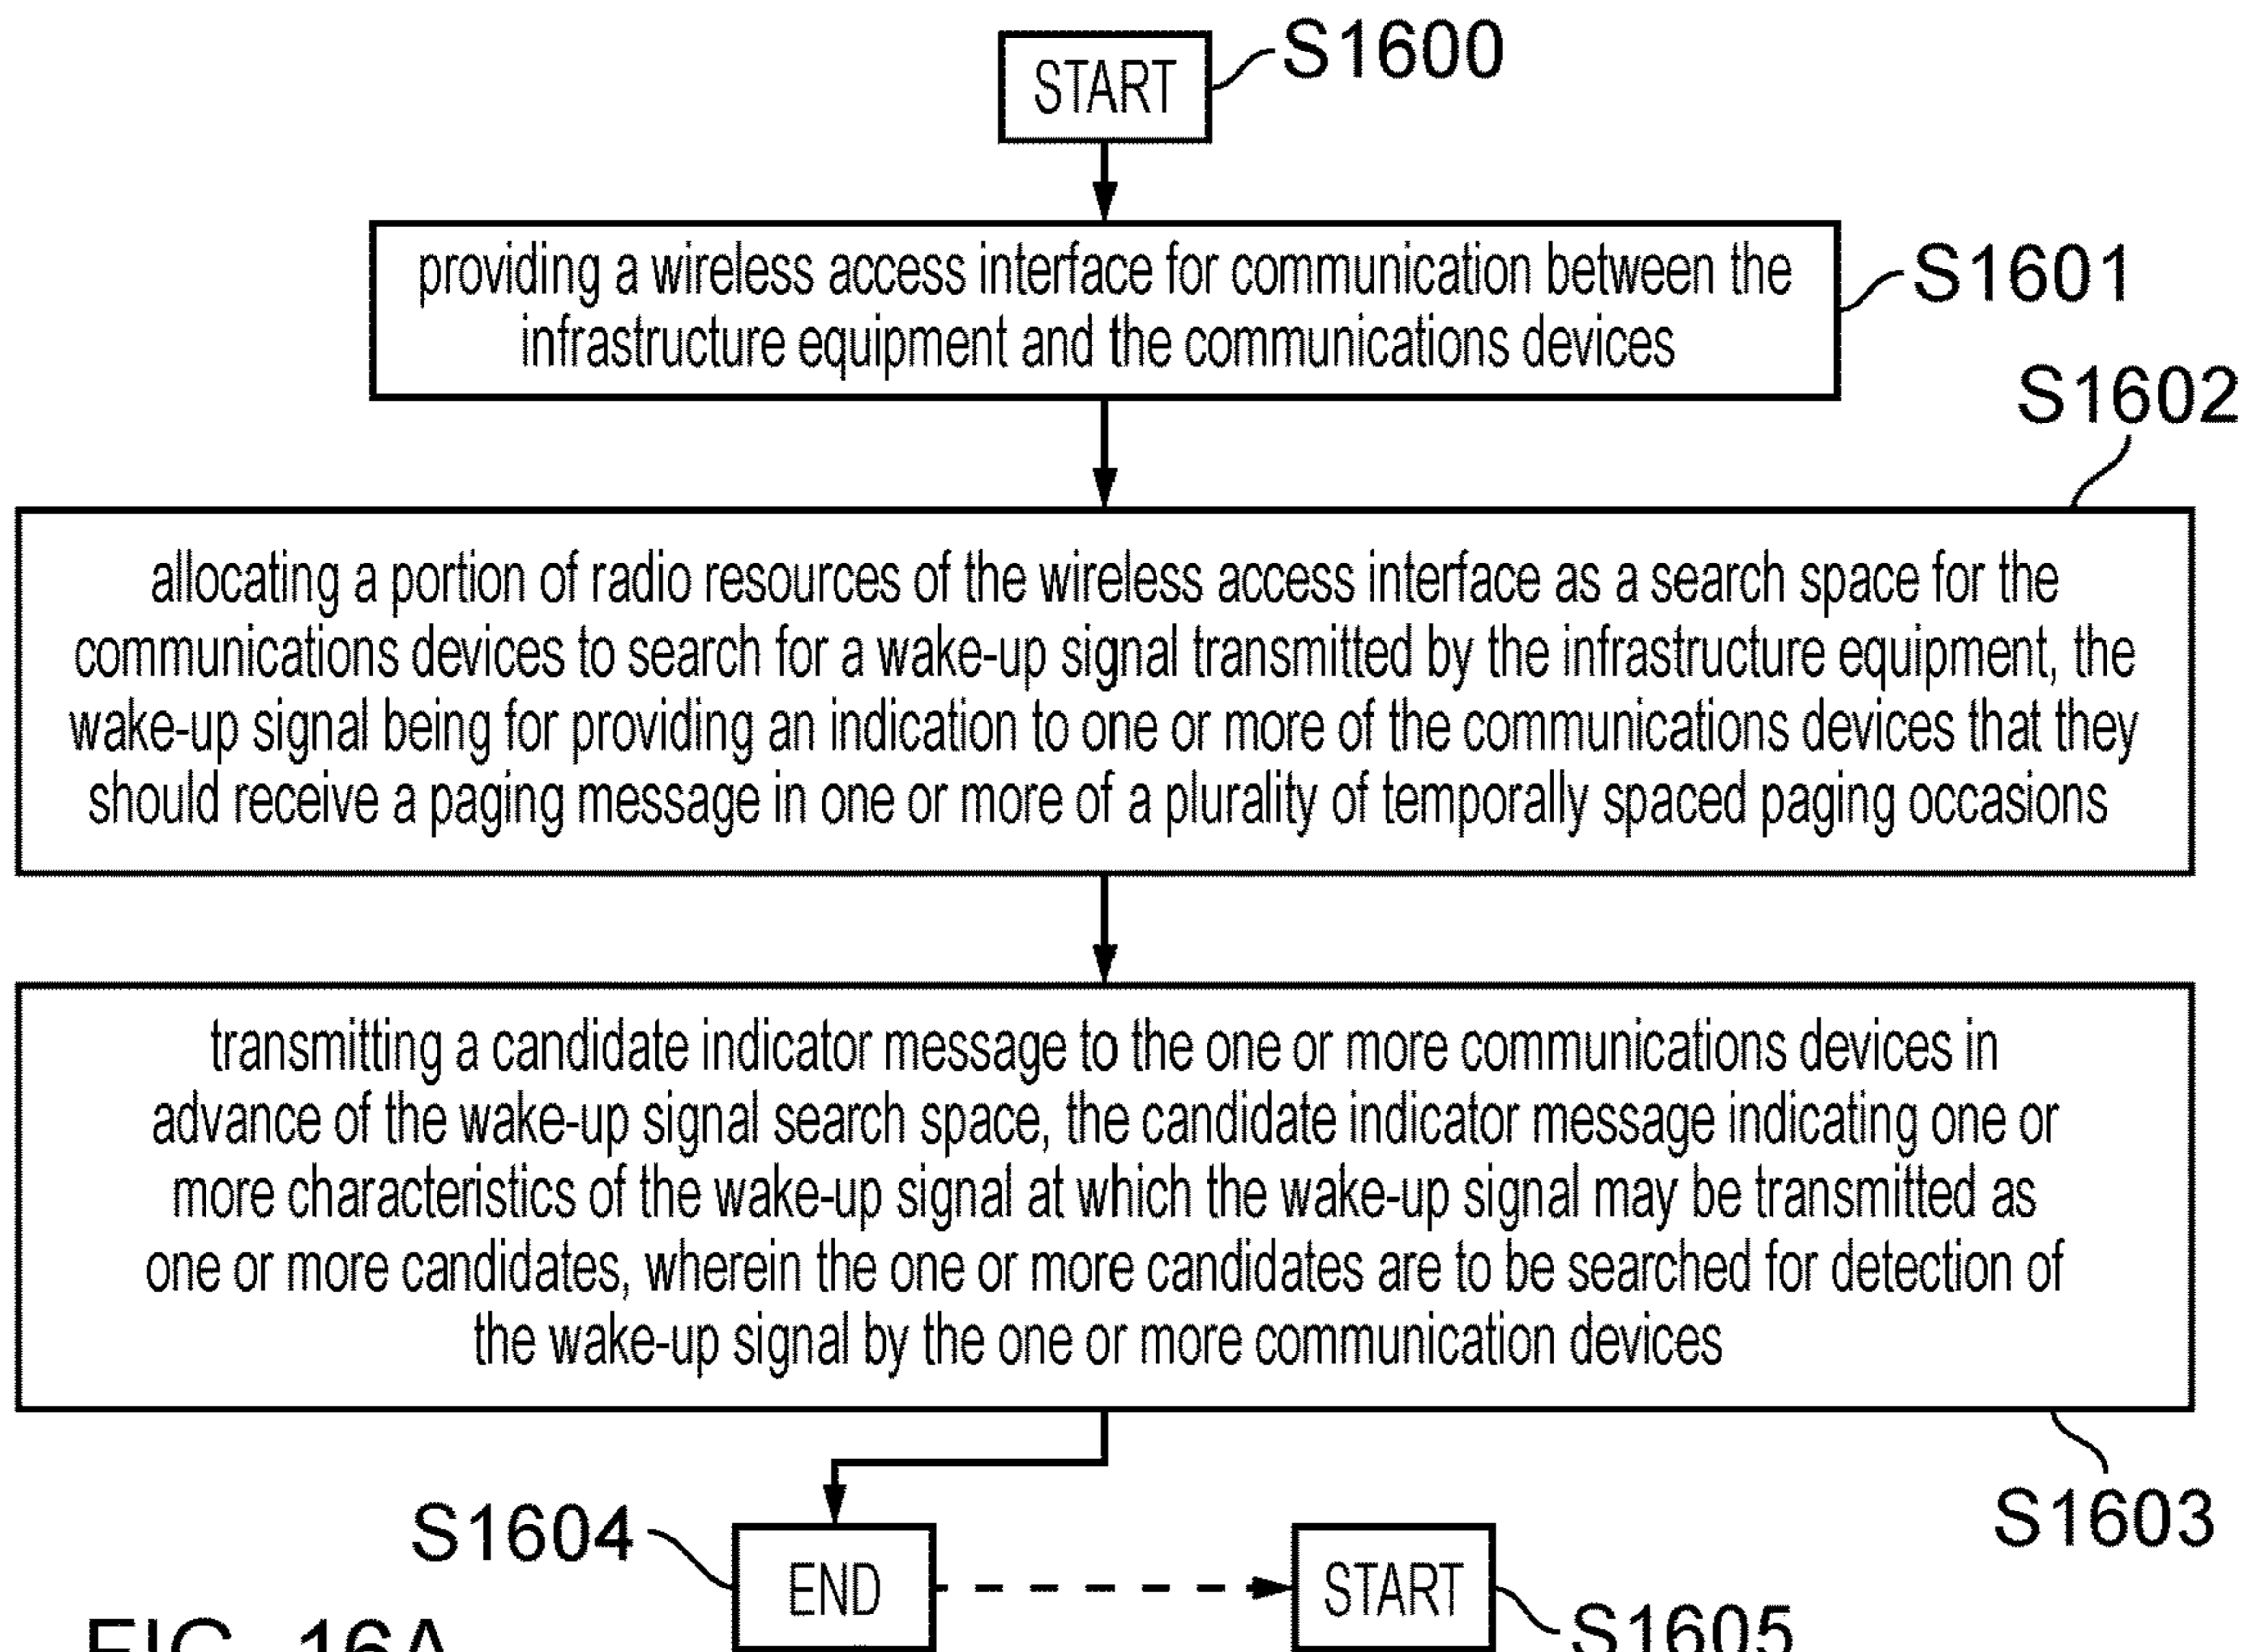 START
S1600
providing a wireless access interface for communication between the
infrastructure equipment and the communications devices
S1601
S1602
allocating a portion of radio resources of the wireless access interface as a search space for the
communications devices to search for a wake-up signal transmitted by the infrastructure equipment, the
wake-up signal being for providing an indication to one or more of the communications devices that they
should receive a paging message in one or more of a plurality of temporally spaced paging occasions
transmitting a candidate indicator message to the one or more communications devices in
advance of the wake-up signal search space, the candidate indicator message indicating one or
more characteristics of the wake-up signal at which the wake-up signal may be transmitted as
one or more candidates, wherein the one or more candidates are to be searched for detection of
the wake-up signal by the one or more communication devices
S1603
S1604
END
START
S1605
FIG. 16A